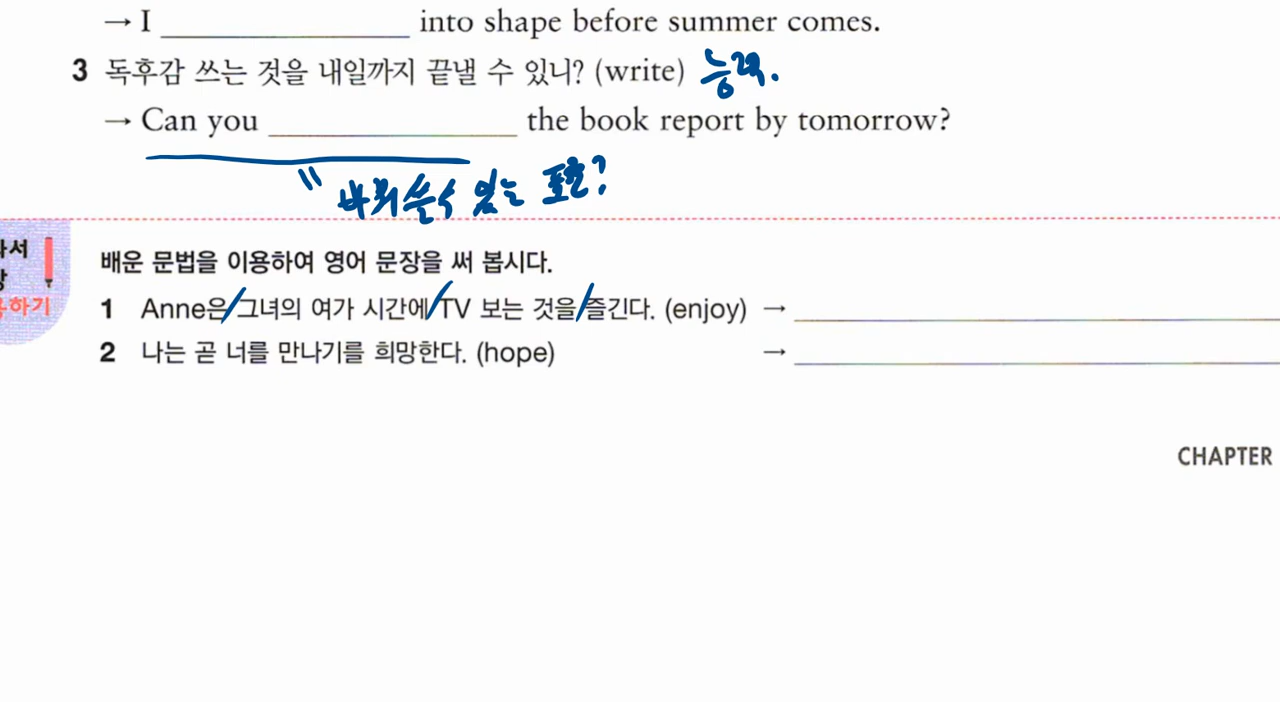 → I ____________ into shape before summer comes.
3 독후감 쓰는 것을 내일까지 끝낼 수 있니? (write) 능력.
→ Can you ____________ the book report by tomorrow?
" 바꿔 쓸 수 있는 표현?
배운 문법을 이용하여 영어 문장을 써 봅시다.
1 Anne은/그녀의 여가 시간에/TV 보는 것을/즐긴다. (enjoy) → ____________
2 나는 곧 너를 만나기를 희망한다. (hope) → ____________
CHAPTER